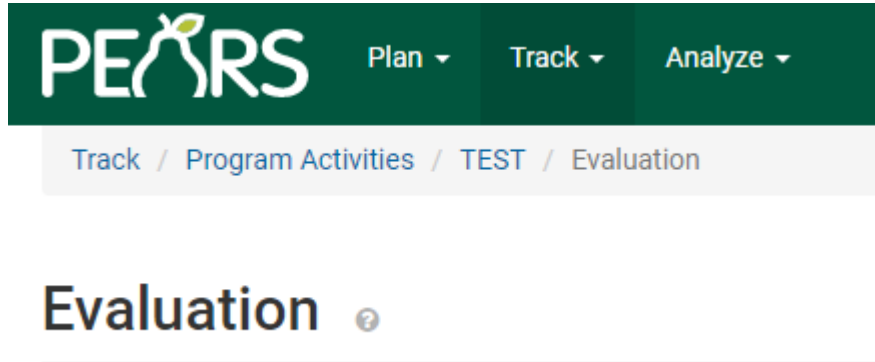 PEARS Plan Track Analyze
Track / Program Activities / TEST / Evaluation
Evaluation ?